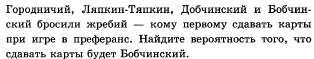 Городничий, Ляпкин-Тяпкин, Добчинский и Бобчин-
ский бросили жребий — кому первому сдавать карты
при игре в преферанс. Найдите вероятность того, что
сдавать карты будет Бобчинский.